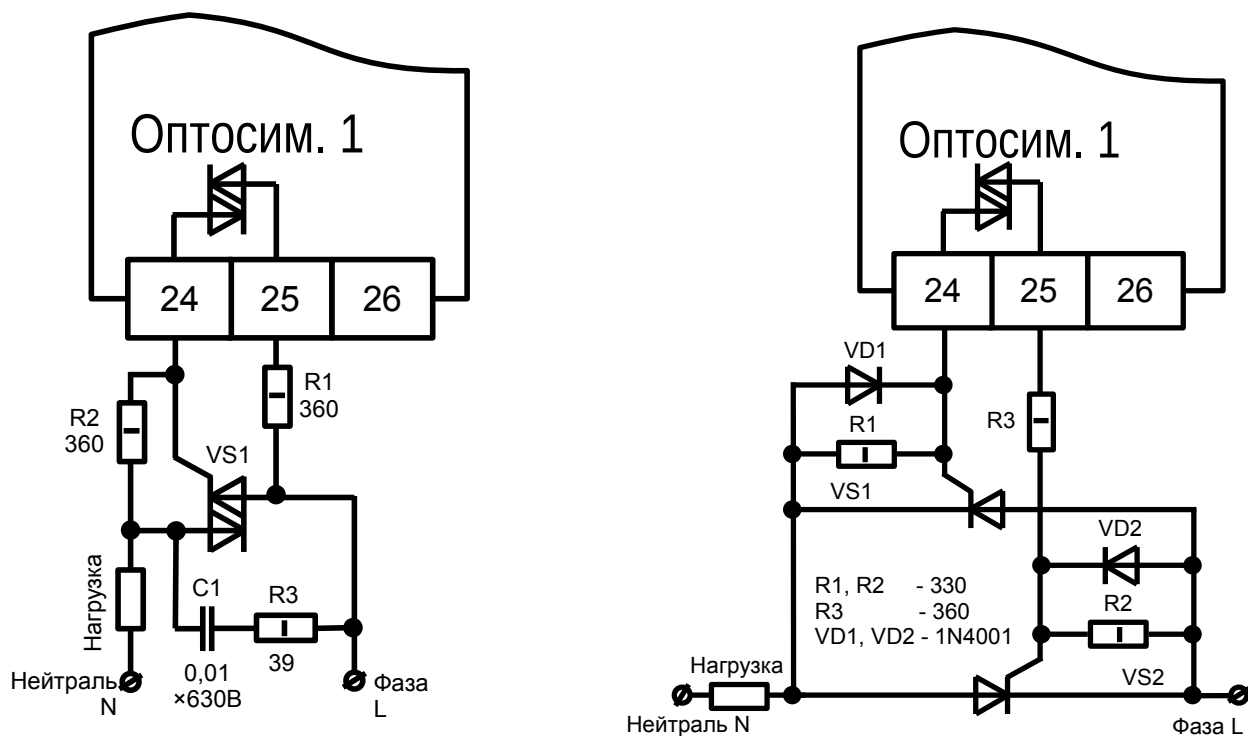 Оптосим. 1
24 25 26
R1
360
R2
360
VS1
Нагрузка
C1
R3
0,01
×630В
39
Нейтраль
N
Фаза
L
Оптосим. 1
24 25 26
VD1
R1
R3
VS1
VD2
R1, R2 - 330
R3 - 360
VD1, VD2 - 1N4001
R2
Нагрузка
VS2
Нейтраль N
Фаза L